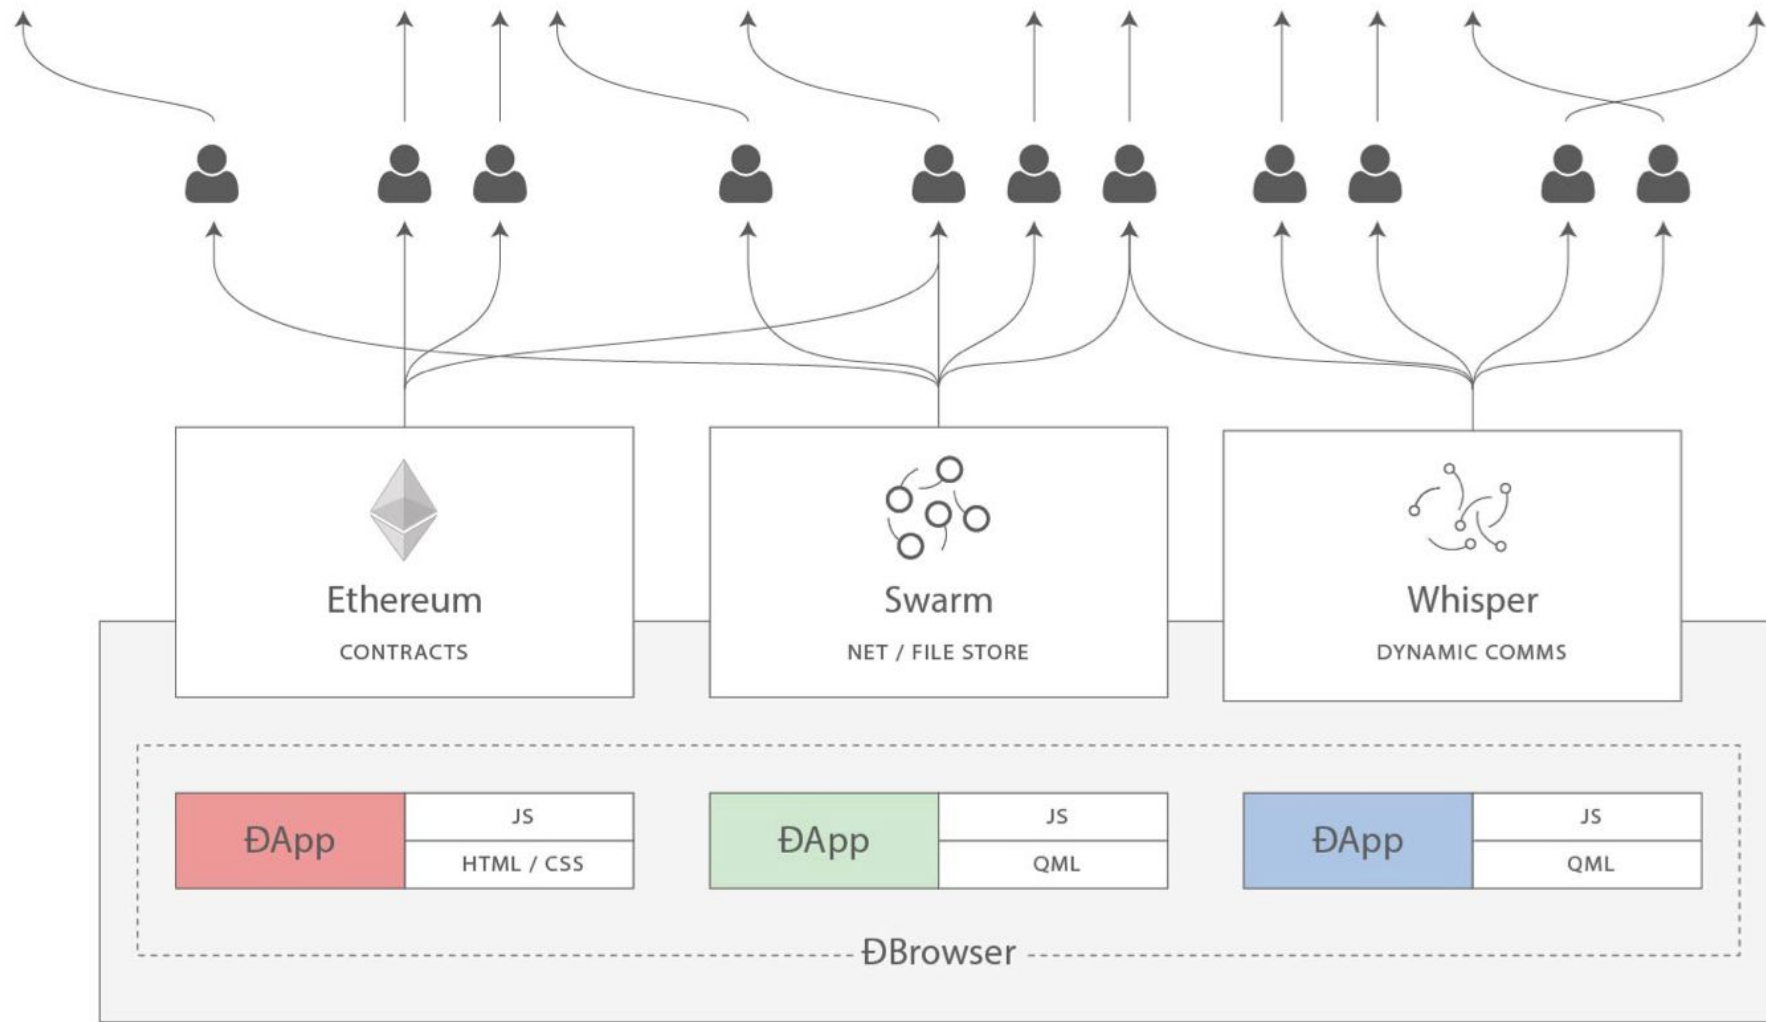 Ethereum
CONTRACTS
Swarm
NET / FILE STORE
Whisper
DYNAMIC COMMS
ĐApp
JS
HTML / CSS
ĐApp
JS
QML
ĐApp
JS
QML
ĐBrowser